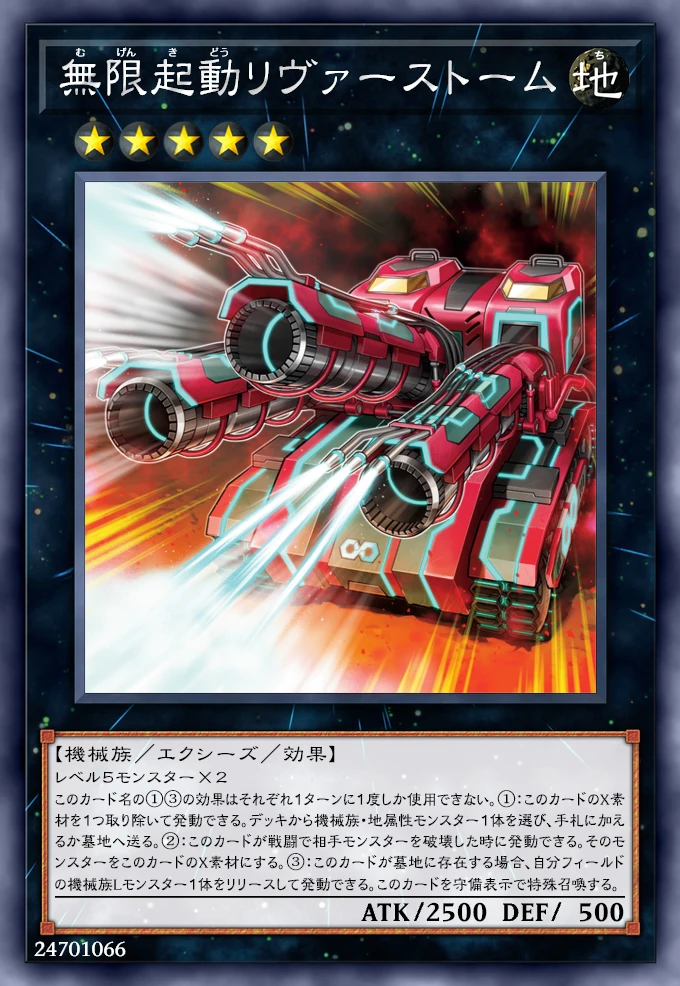 無限起動リヴァーストーム 地
む げん き どう ち
【機械族／エクシーズ／効果】
レベル5モンスター×2
このカード名の①③の効果はそれぞれ1ターンに1度しか使用できない。①:このカードのX素
材を1つ取り除いて発動できる。デッキから機械族・地属性モンスター1体を選び、手札に加え
るか墓地へ送る。②:このカードが戦闘で相手モンスターを破壊した時に発動できる。そのモ
ンスターをこのカードのX素材にする。③:このカードが墓地に存在する場合、自分フィールド
の機械族Lモンスター1体をリリースして発動できる。このカードを守備表示で特殊召喚する。
ATK/2500 DEF/ 500
24701066